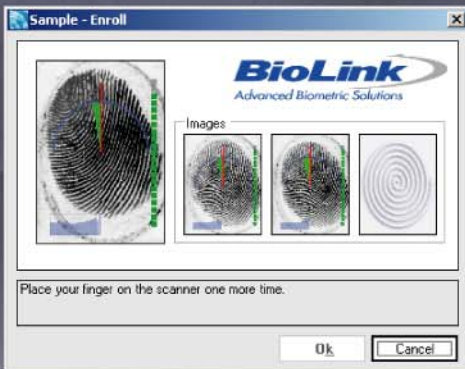 Sample - Enroll
BioLink
Advanced Biometric Solutions
Images
Place your finger on the scanner one more time.
Ok
Cancel